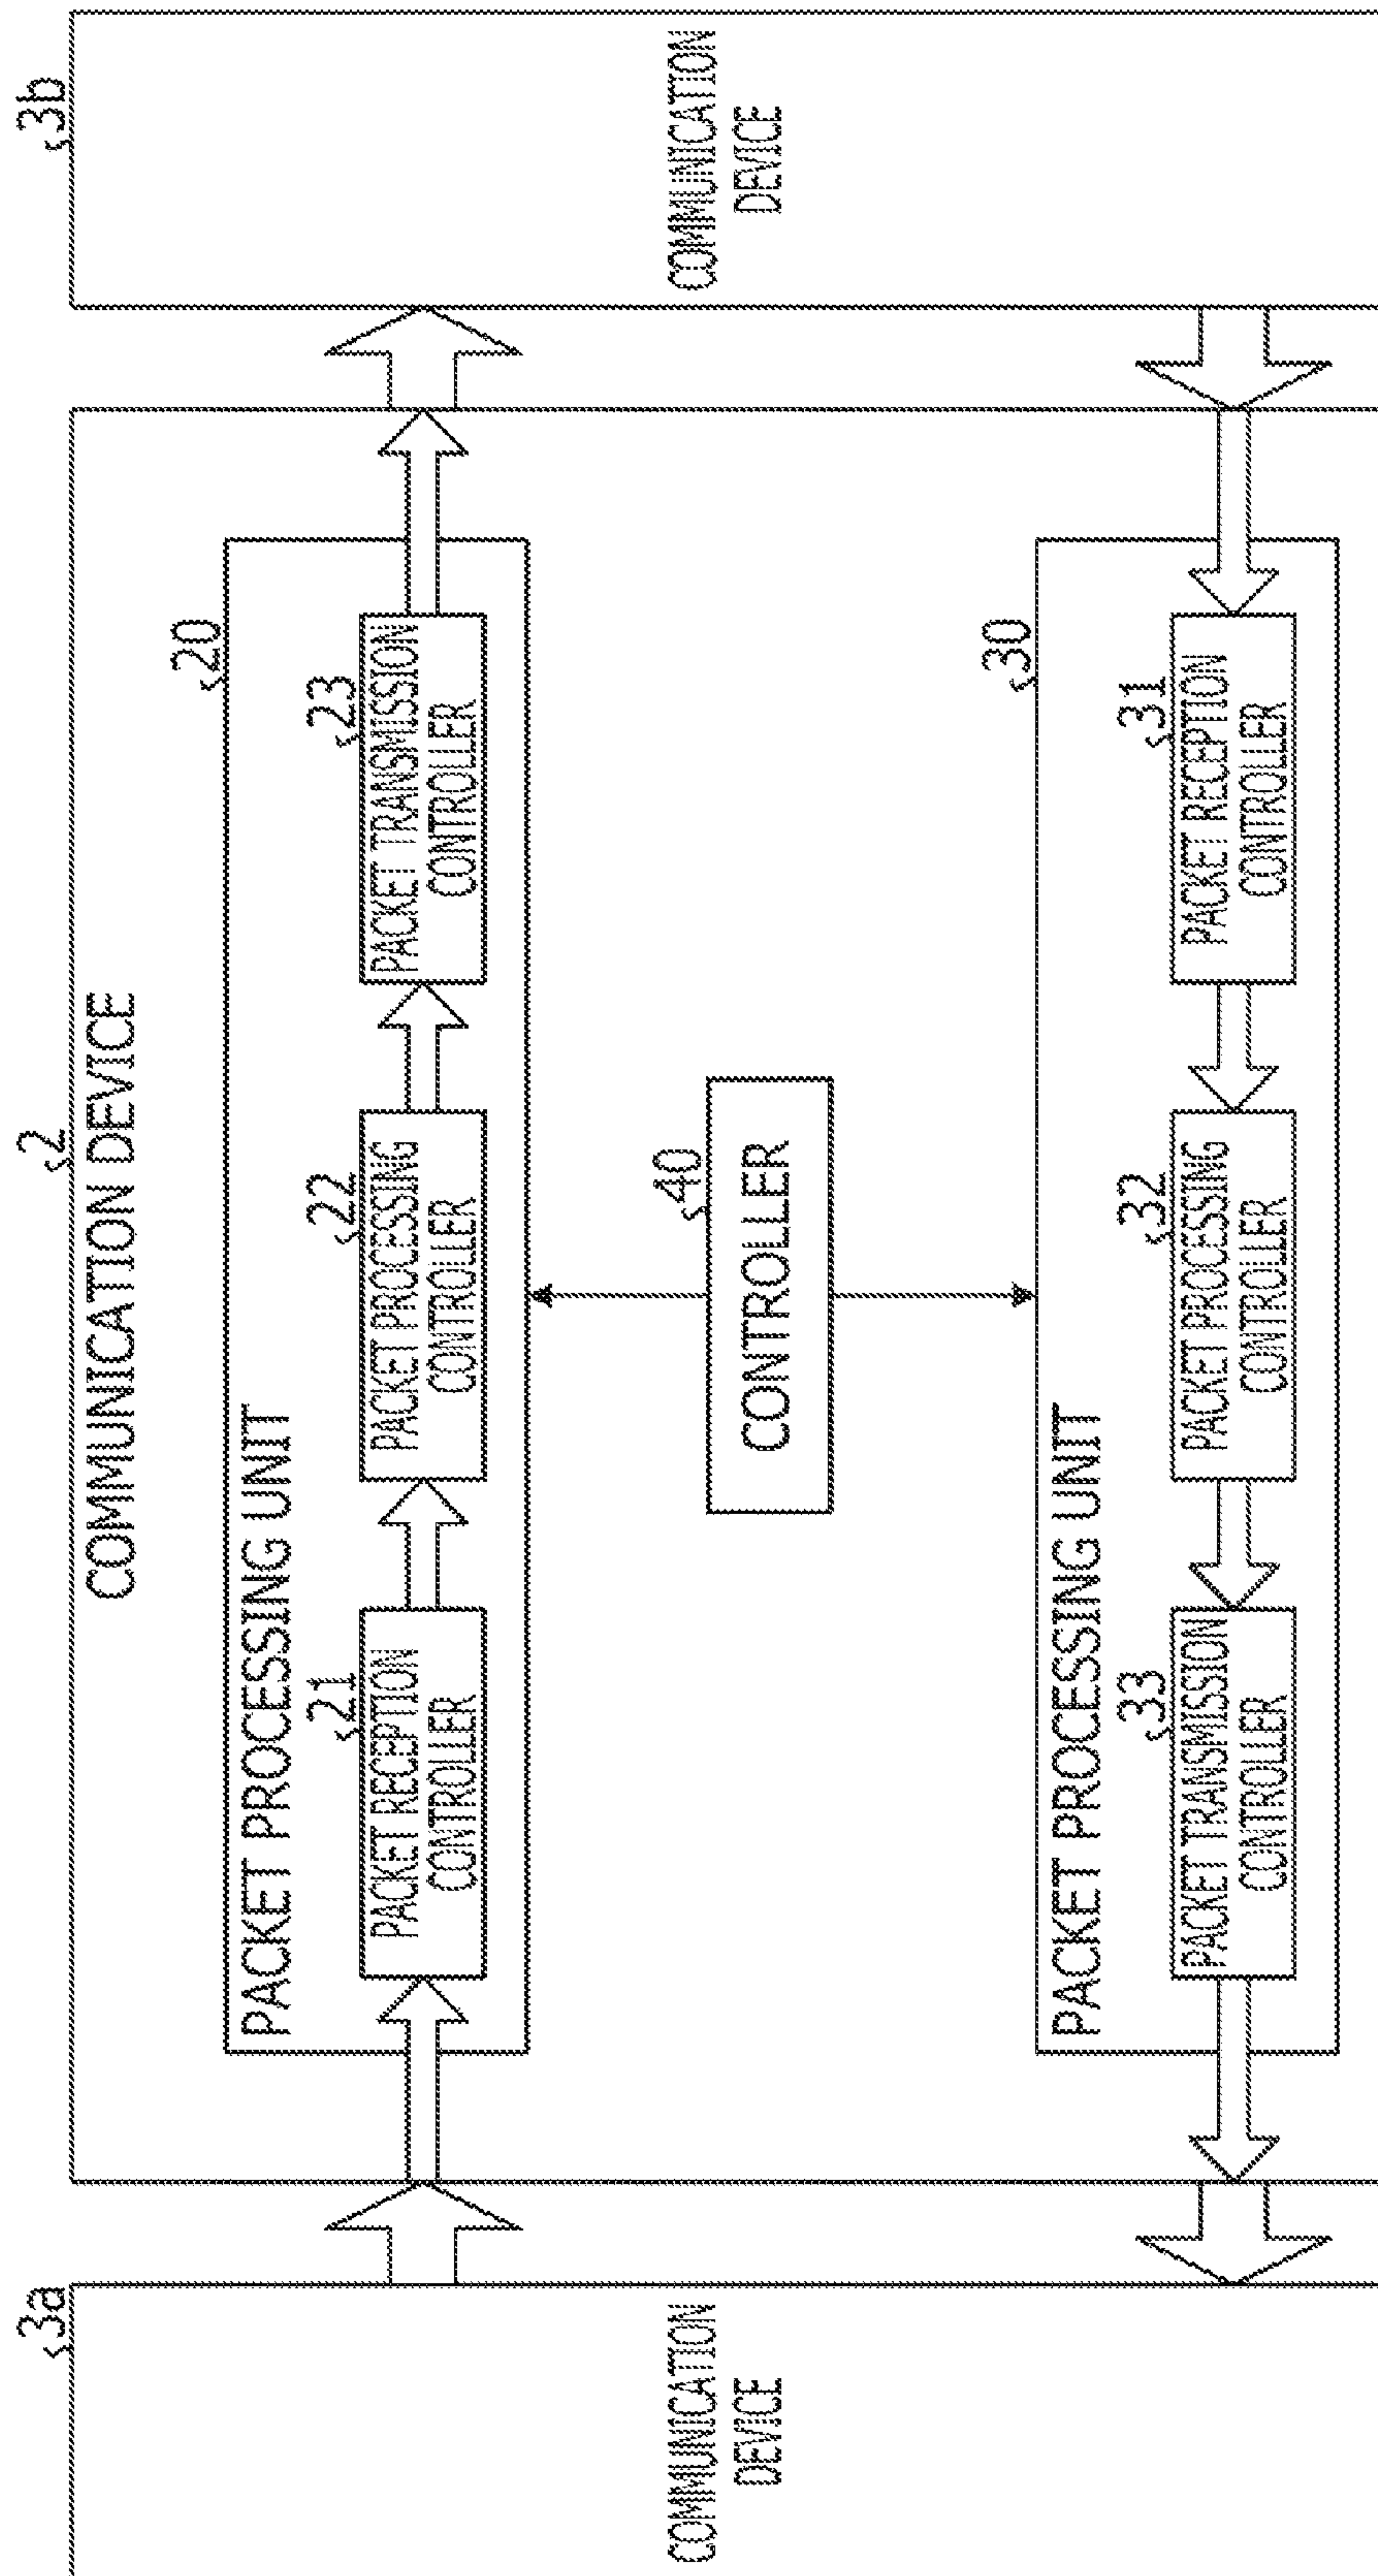 2
COMMUNICATION DEVICE
3a
COMMUNICATION
DEVICE
20
PACKET PROCESSING UNIT
21
PACKET RECEPTION
CONTROLLER
22
PACKET PROCESSING
CONTROLLER
23
PACKET TRANSMISSION
CONTROLLER
40
CONTROLLER
30
PACKET PROCESSING UNIT
33
PACKET TRANSMISSION
CONTROLLER
32
PACKET PROCESSING
CONTROLLER
31
PACKET RECEPTION
CONTROLLER
3b
COMMUNICATION
DEVICE